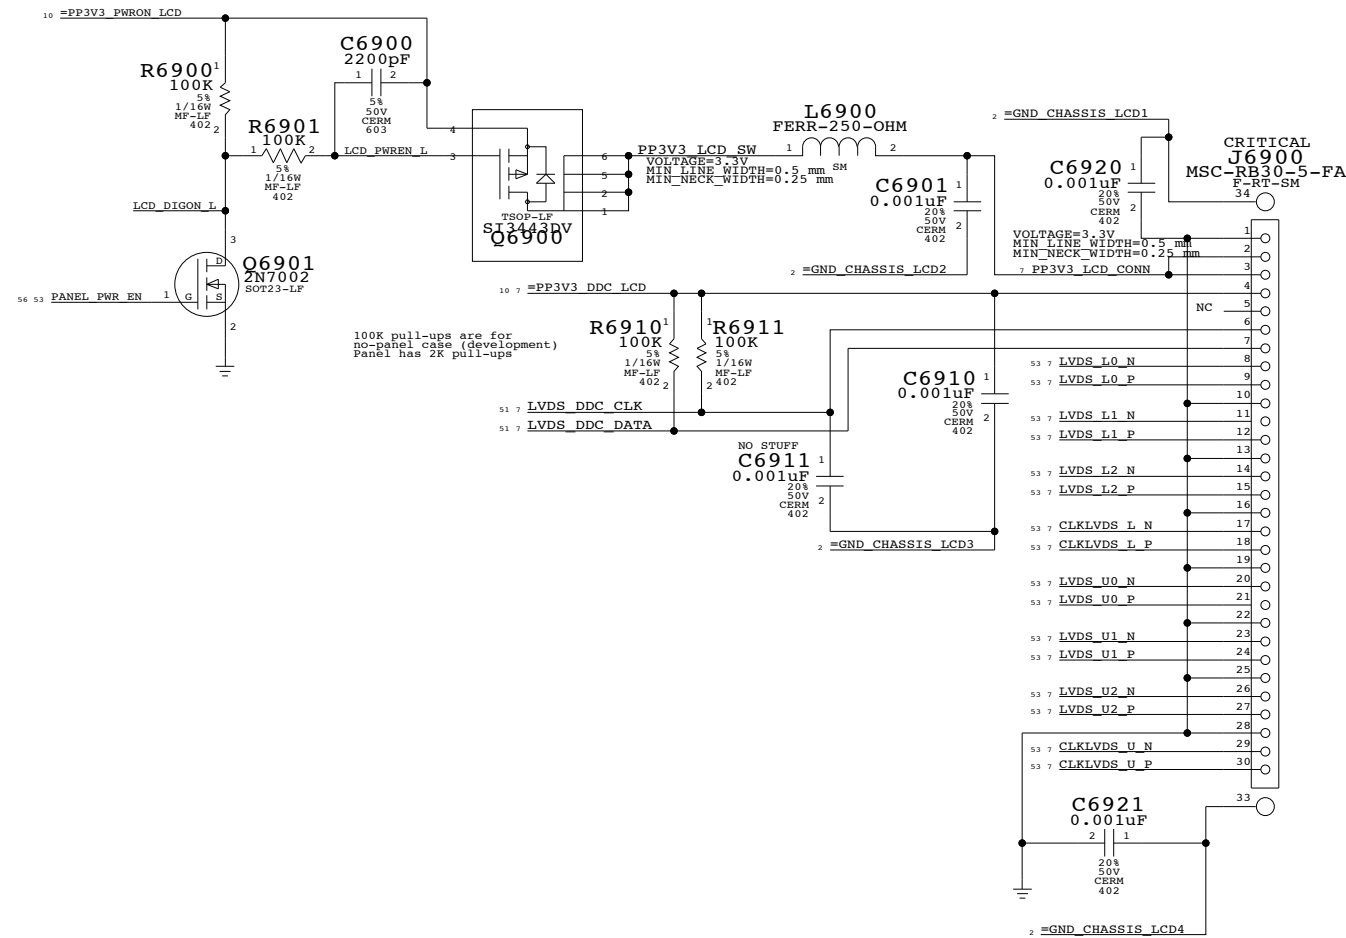 10 =PP3V3_PWRON_LCD
R6900 1
100K
5%
1/16W
MF-LF
402 2
C6900
2200pF
1 2
5%
50V
CERM
603
R6901
100K
1 2
5%
1/16W
MF-LF
402
LCD_PWREN_L
4
3
6
5
2
1
TSOP-LF
SI3443DV
Q6900
LCD_DIGON_L
3
D
Q6901
2N7002
SOT23-LF
56 53 PANEL_PWR_EN 1 G S
2
PP3V3_LCD_SW
VOLTAGE=3.3V
MIN_LINE_WIDTH=0.5 mm
MIN_NECK_WIDTH=0.25 mm
L6900
FERR-250-OHM
1 2
SM
C6901 1
0.001uF
20%
50V 2
CERM
402
2 =GND_CHASSIS_LCD2
2 =GND_CHASSIS_LCD1
C6920 1
0.001uF
20%
50V
CERM 2
402
CRITICAL
J6900
MSC-RB30-5-FA
F-RT-SM
34
VOLTAGE=3.3V
MIN_LINE_WIDTH=0.5 mm
MIN_NECK_WIDTH=0.25 mm
7 PP3V3_LCD_CONN
10 7 =PP3V3_DDC_LCD
100K pull-ups are for
no-panel case (development)
Panel has 2K pull-ups
R6910 1
100K
5%
1/16W
MF-LF
402 2
1 R6911
100K
5%
1/16W
MF-LF
2 402
51 7 LVDS_DDC_CLK
51 7 LVDS_DDC_DATA
NO STUFF
C6911 1
0.001uF
20%
50V 2
CERM
402
C6910 1
0.001uF
20%
50V 2
CERM
402
2 =GND_CHASSIS_LCD3
1
2
3
4
NC 5
6
7
53 7 LVDS_L0_N 8
53 7 LVDS_L0_P 9
10
53 7 LVDS_L1_N 11
53 7 LVDS_L1_P 12
13
53 7 LVDS_L2_N 14
53 7 LVDS_L2_P 15
16
53 7 CLKLVDS_L_N 17
53 7 CLKLVDS_L_P 18
19
53 7 LVDS_U0_N 20
53 7 LVDS_U0_P 21
22
53 7 LVDS_U1_N 23
53 7 LVDS_U1_P 24
25
53 7 LVDS_U2_N 26
53 7 LVDS_U2_P 27
28
53 7 CLKLVDS_U_N 29
53 7 CLKLVDS_U_P 30
33
C6921
0.001uF
2 1
20%
50V
CERM
402
2 =GND_CHASSIS_LCD4